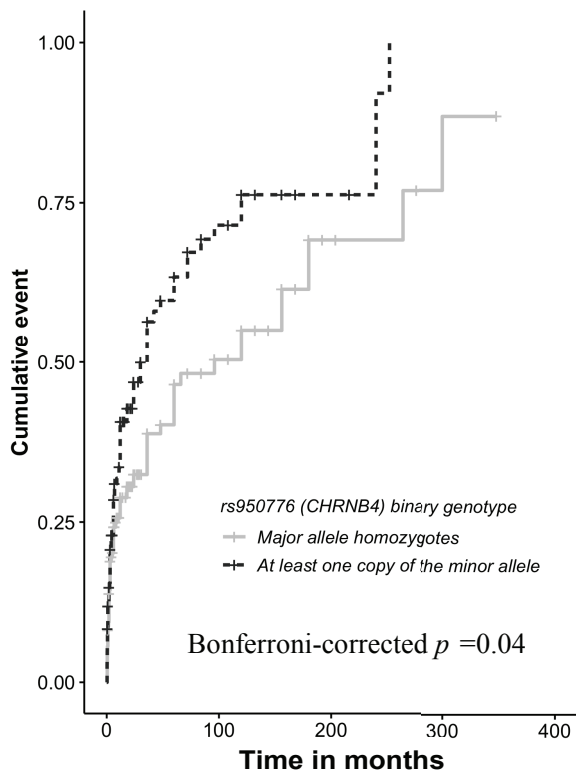 1.00
0.75
0.50
0.25
0.00
Cumulative event
rs950776 (CHRNB4) binary genotype
Major allele homozygotes
At least one copy of the minor allele
Bonferroni-corrected p =0.04
0 100 200 300 400
Time in months